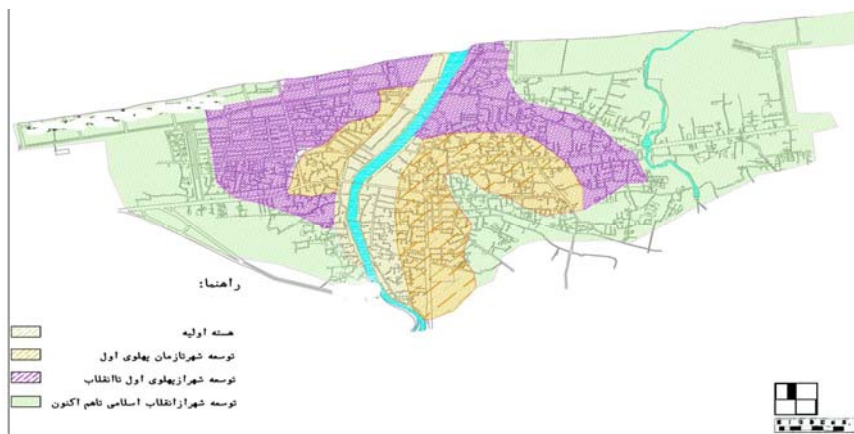 راهنما:
هسته اولیه
توسعه شهرتازمان پهلوی اول
توسعه شهرازپهلوی اول تاانقلاب
توسعه شهرازانقلاب اسلامی تاهم اکنون